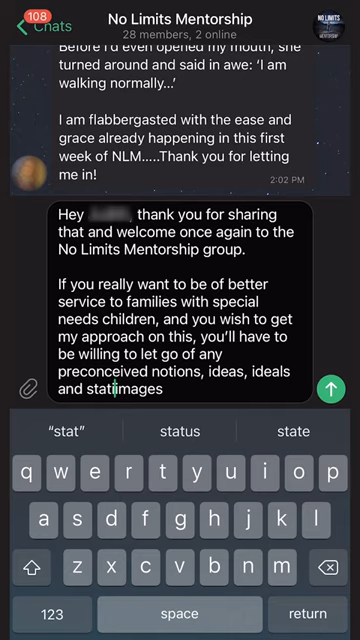 108
Chats
No Limits Mentorship
28 members, 2 online
NO LIMITS
MENTORSHIP
Before I'd even opened my mouth, she
turned around and said in awe: 'I am
walking normally...'
I am flabbergasted with the ease and
grace already happening in this first
week of NLM.....Thank you for letting
me in!
2:02 PM
Hey , thank you for sharing
that and welcome once again to the
No Limits Mentorship group.
If you really want to be of better
service to families with special
needs children, and you wish to get
my approach on this, you'll have to
be willing to let go of any
preconceived notions, ideas, ideals
and statiimages
"stat"
status
state
q w e r t y u i o p
a s d f g h j k l
z x c v b n m
123
space
return